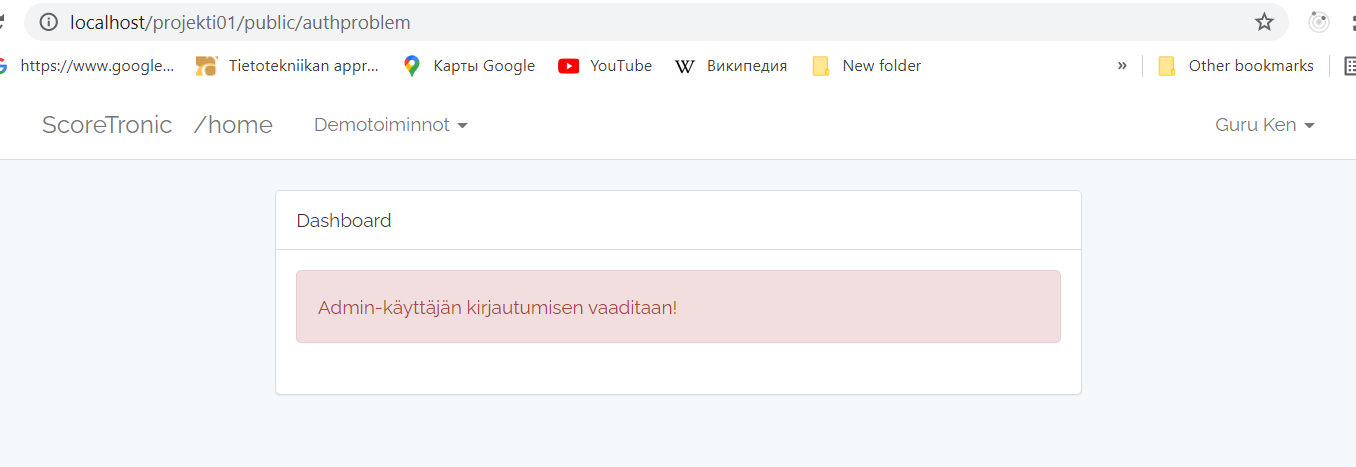 localhost/projekti01/public/authproblem
https://www.google... Tietotekniikan appr... Карты Google YouTube W Википедия New folder » Other bookmarks
ScoreTronic /home Demotoiminnot Guru Ken
Dashboard
Admin-käyttäjän kirjautumisen vaaditaan!